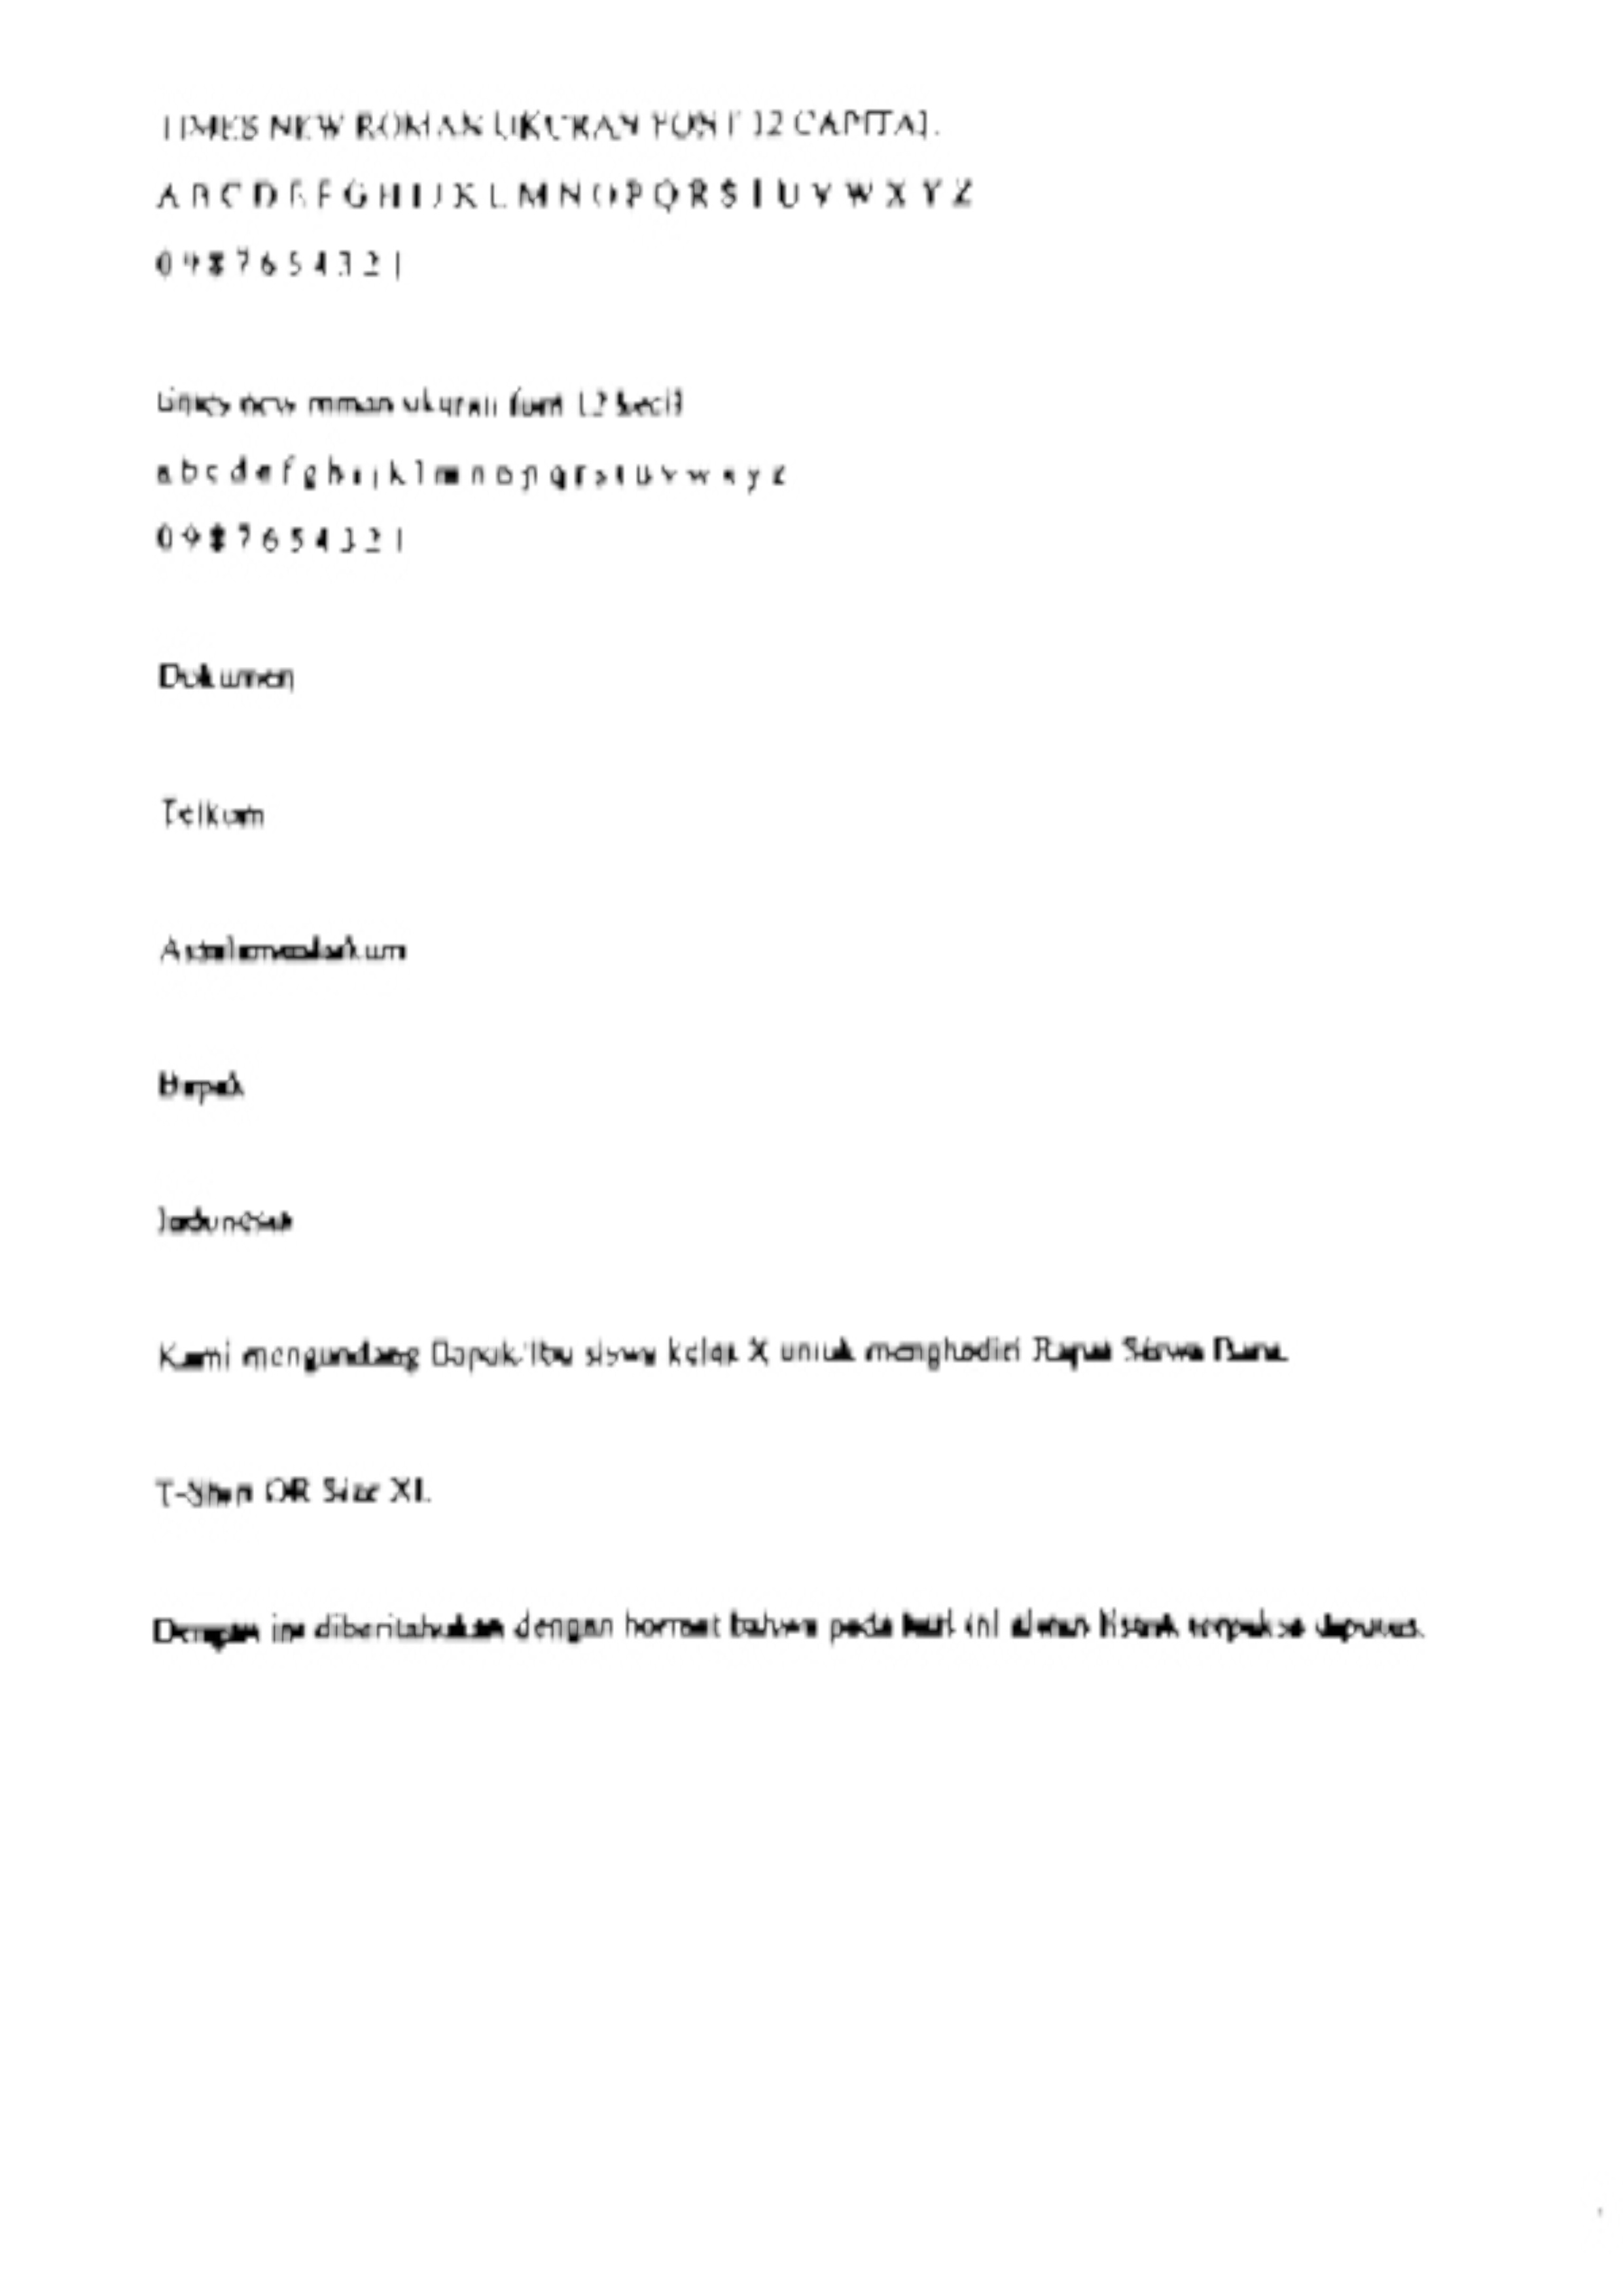 TIMES NEW ROMAN UKURAN FONT 12 CAPITAL
A B C D E F G H I J K L M N O P Q R S T U V W X Y Z
0 9 8 7 6 5 4 3 2 1
times new roman ukuran font 12 kecil
a b c d e f g h i j k l m n o p q r s t u v w x y z
0 9 8 7 6 5 4 3 2 1
Dokumen
Telkom
Assalamualaikum
Bapak
Indonesia
Kami mengundang Bapak/Ibu siswa kelas X untuk menghadiri Rapat Siswa Baru.
T-Shirt Size XL
Dengan ini diberitahukan dengan hormat bahwa pada hari ini aliran listrik terpaksa diputus.